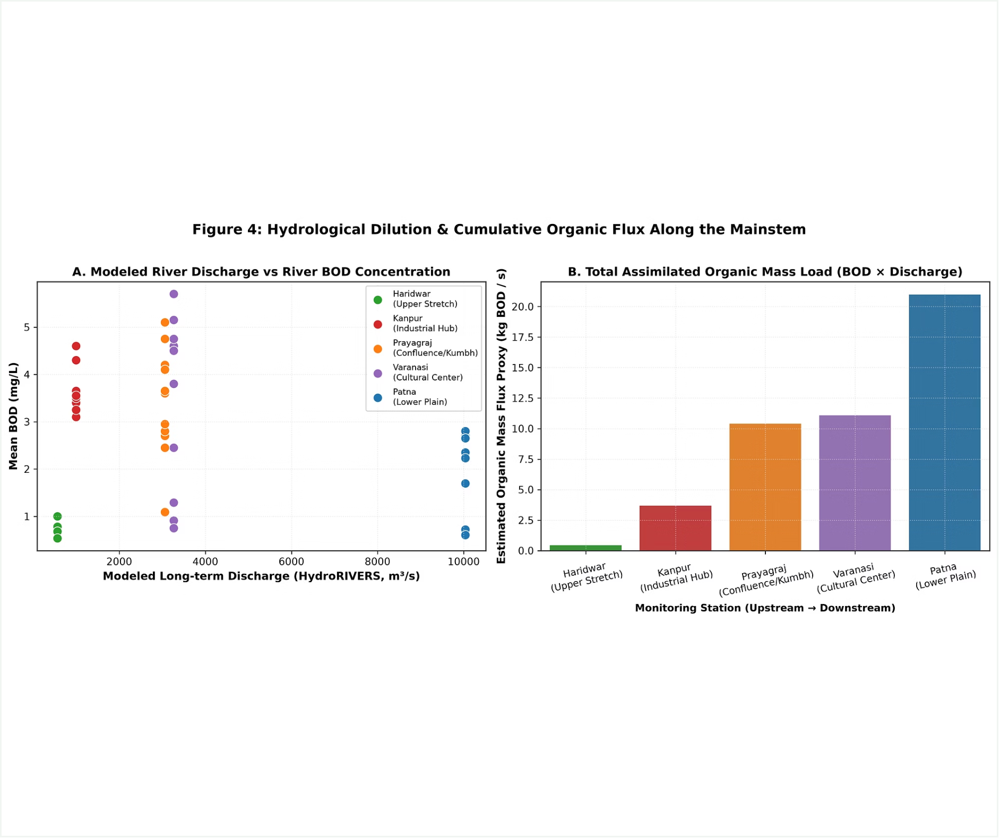 Figure 4: Hydrological Dilution & Cumulative Organic Flux Along the Mainstem
A. Modeled River Discharge vs River BOD Concentration
Mean BOD (mg/L)
5
4
3
2
1
2000
4000
6000
8000
10000
Modeled Long-term Discharge (HydroRIVERS, m³/s)
Haridwar
(Upper Stretch)
Kanpur
(Industrial Hub)
Prayagraj
(Confluence/Kumbh)
Varanasi
(Cultural Center)
Patna
(Lower Plain)
B. Total Assimilated Organic Mass Load (BOD × Discharge)
Estimated Organic Mass Flux Proxy (kg BOD / s)
20.0
17.5
15.0
12.5
10.0
7.5
5.0
2.5
0.0
Haridwar
(Upper Stretch)
Kanpur
(Industrial Hub)
Prayagraj
(Confluence/Kumbh)
Varanasi
(Cultural Center)
Patna
(Lower Plain)
Monitoring Station (Upstream → Downstream)